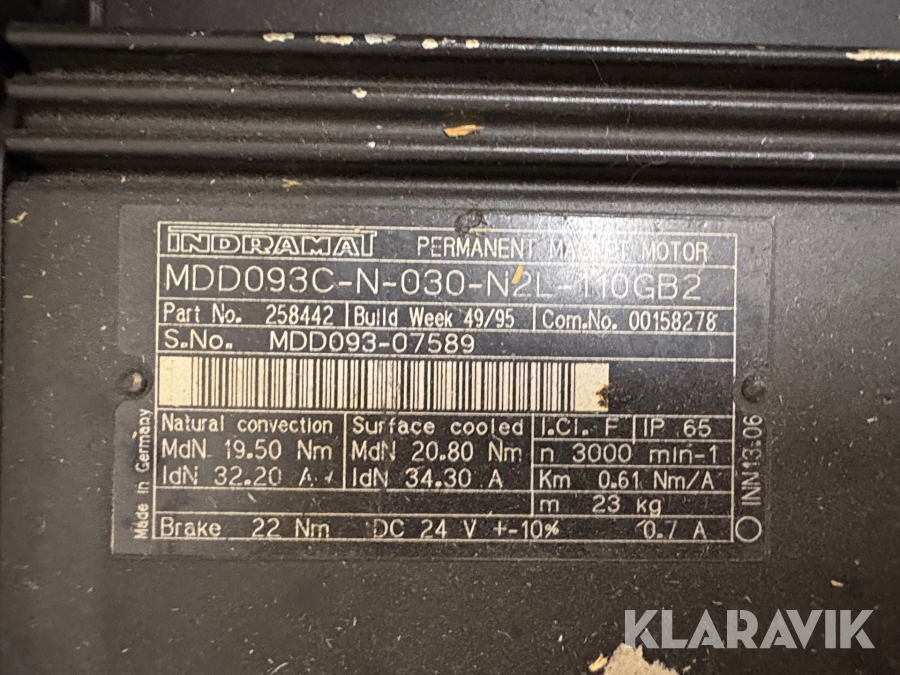 INDRAMAT PERMANENT MAGNET MOTOR
MDD093C-N-030-N2L-110GB2
Part No. 258442 Build Week 49/95 Com.No. 00158278
S.No. MDD093-07589
Natural convection Surface cooled I.Cl. F IP 65
MdN 19.50 Nm MdN 20.80 Nm n 3000 min-1
IdN 32.20 A IdN 34.30 A Km 0.61 Nm/A
m 23 kg
Brake 22 Nm DC 24 V +-10% 0.7 A
Made in Germany
INN13.06
KLARAVIK